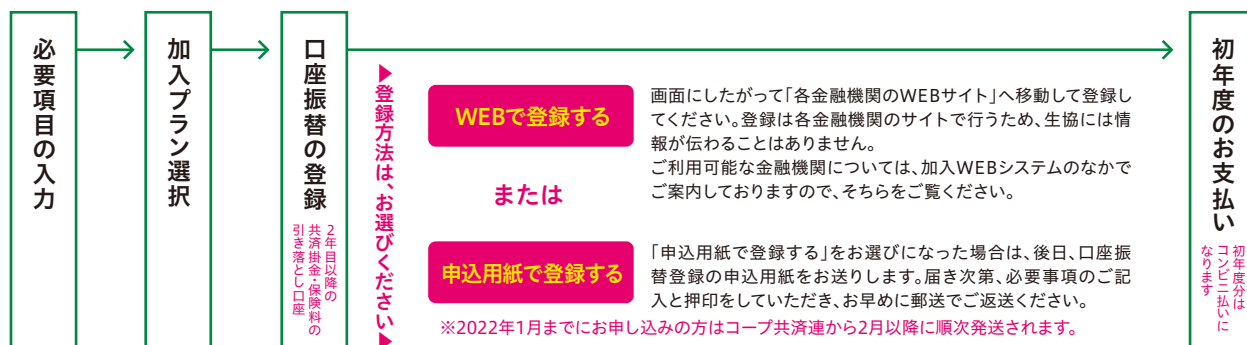 必要項目の入力
加入プラン選択
口座振替の登録
2年目以降の
共済掛金・保険料の
引き落とし口座
▶登録方法は、お選びください▶
WEBで登録する
画面にしたがって「各金融機関のWEBサイト」へ移動して登録し
てください。登録は各金融機関のサイトで行うため、生協には情
報が伝わることはありません。
ご利用可能な金融機関については、加入WEBシステムのなかで
ご案内しておりますので、そちらをご覧ください。
または
申込用紙で登録する
「申込用紙で登録する」をお選びになった場合は、後日、口座振
替登録の申込用紙をお送りします。届き次第、必要事項のご記
入と押印をしていただき、お早めに郵送でご返送ください。
※2022年1月までにお申し込みの方はコープ共済連から2月以降に順次発送されます。
初年度のお支払い
初年度分は
コンビニ払いに
なります